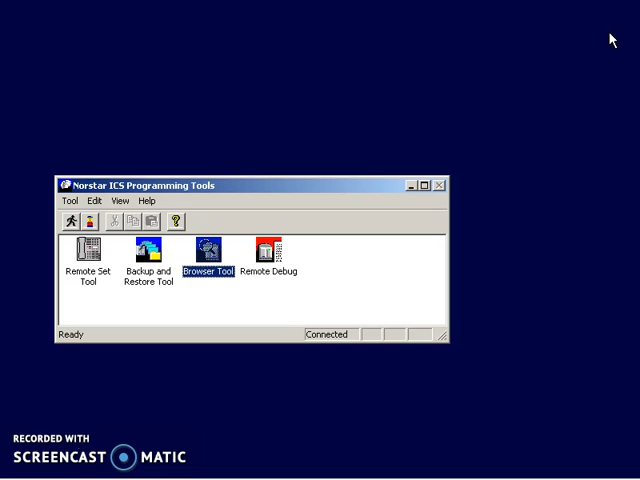 Norstar ICS Programming Tools
Tool Edit View Help
Remote Set Tool
Backup and Restore Tool
Browser Tool
Remote Debug
Ready
Connected
RECORDED WITH
SCREENCAST MATIC